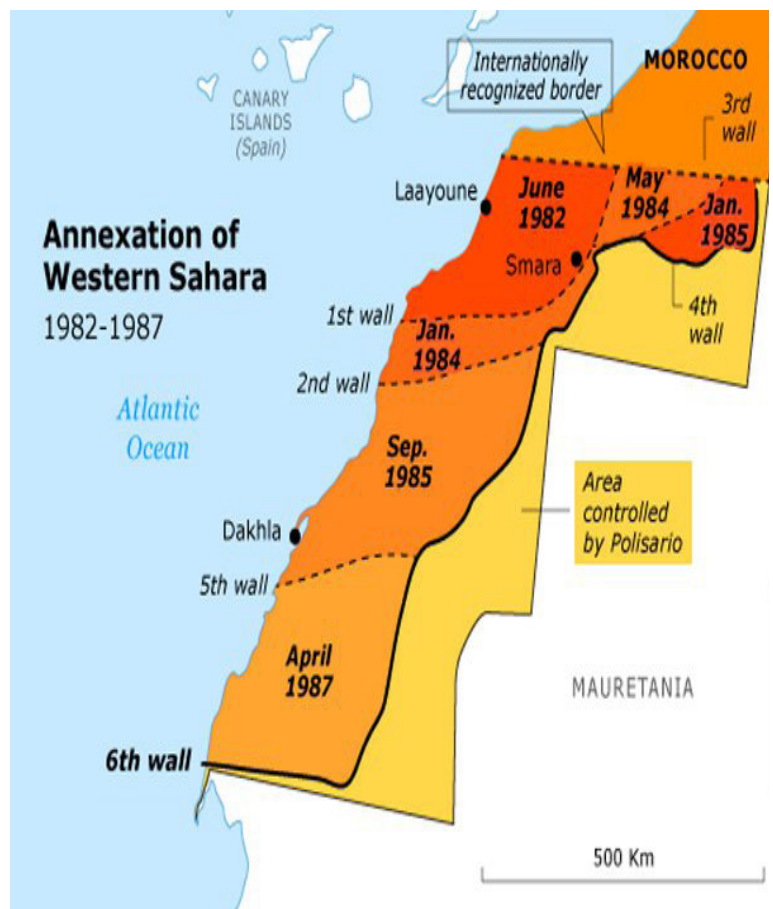 Annexation of
Western Sahara
1982-1987
CANARY
ISLANDS
(Spain)
Internationally
recognized border
MOROCCO
3rd
wall
Laayoune
June
1982
May
1984
Jan.
1985
Smara
4th
wall
1st wall
Jan.
1984
2nd wall
Atlantic
Ocean
Sep.
1985
Area
controlled
by Polisario
Dakhla
5th wall
April
1987
MAURETANIA
6th wall
500 Km